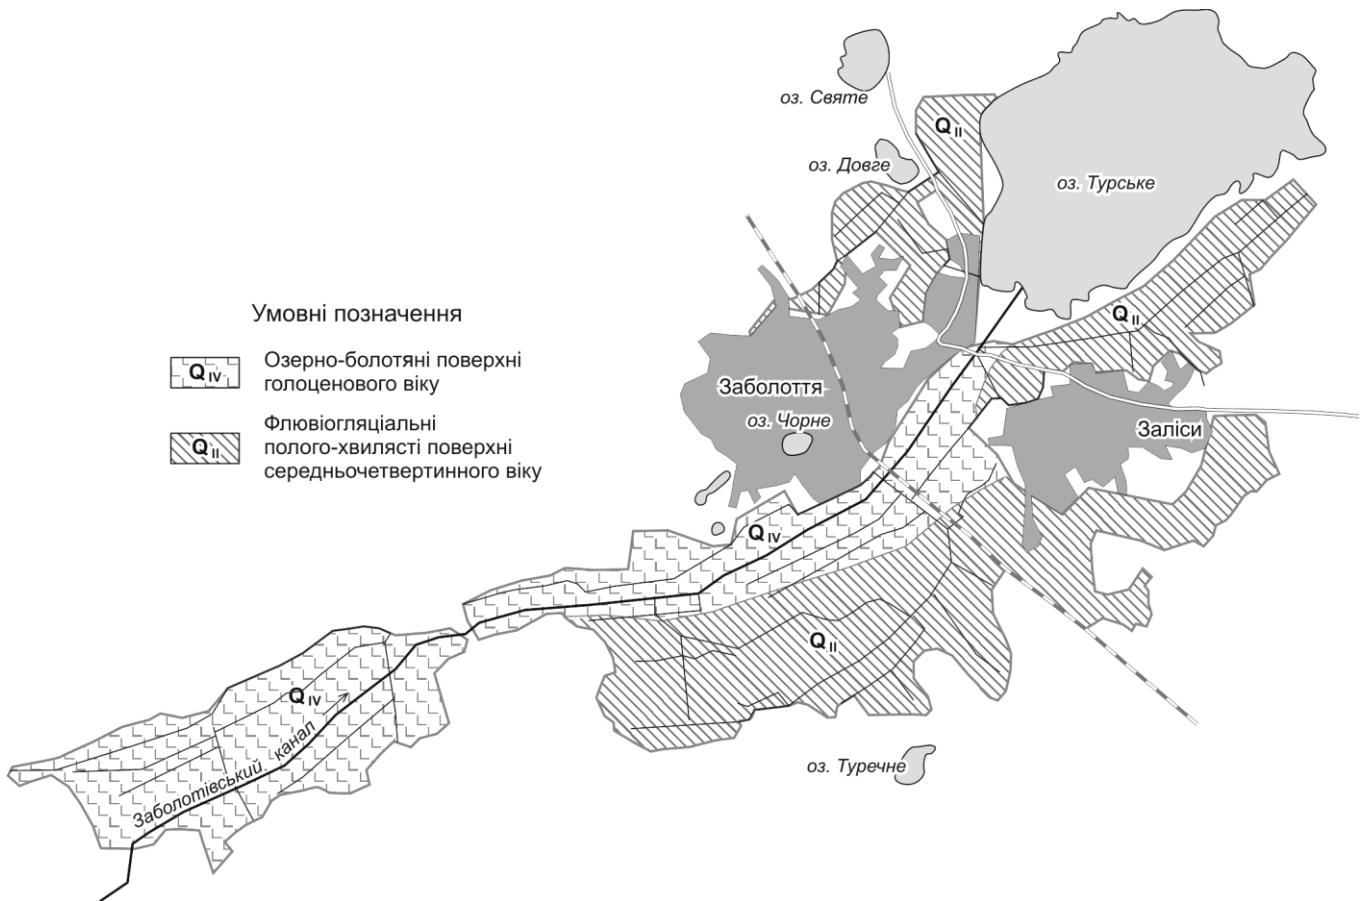 оз. Святе
Q II
оз. Довге
оз. Турське
Умовні позначення
Q IV
Озерно-болотяні поверхні
голоценового віку
Q II
Флювіогляціальні
полого-хвилясті поверхні
середньочетвертинного віку
Q II
Заболоття
оз. Чорне
Заліси
Q IV
Q II
Q IV
Заболотівський канал
оз. Туречне